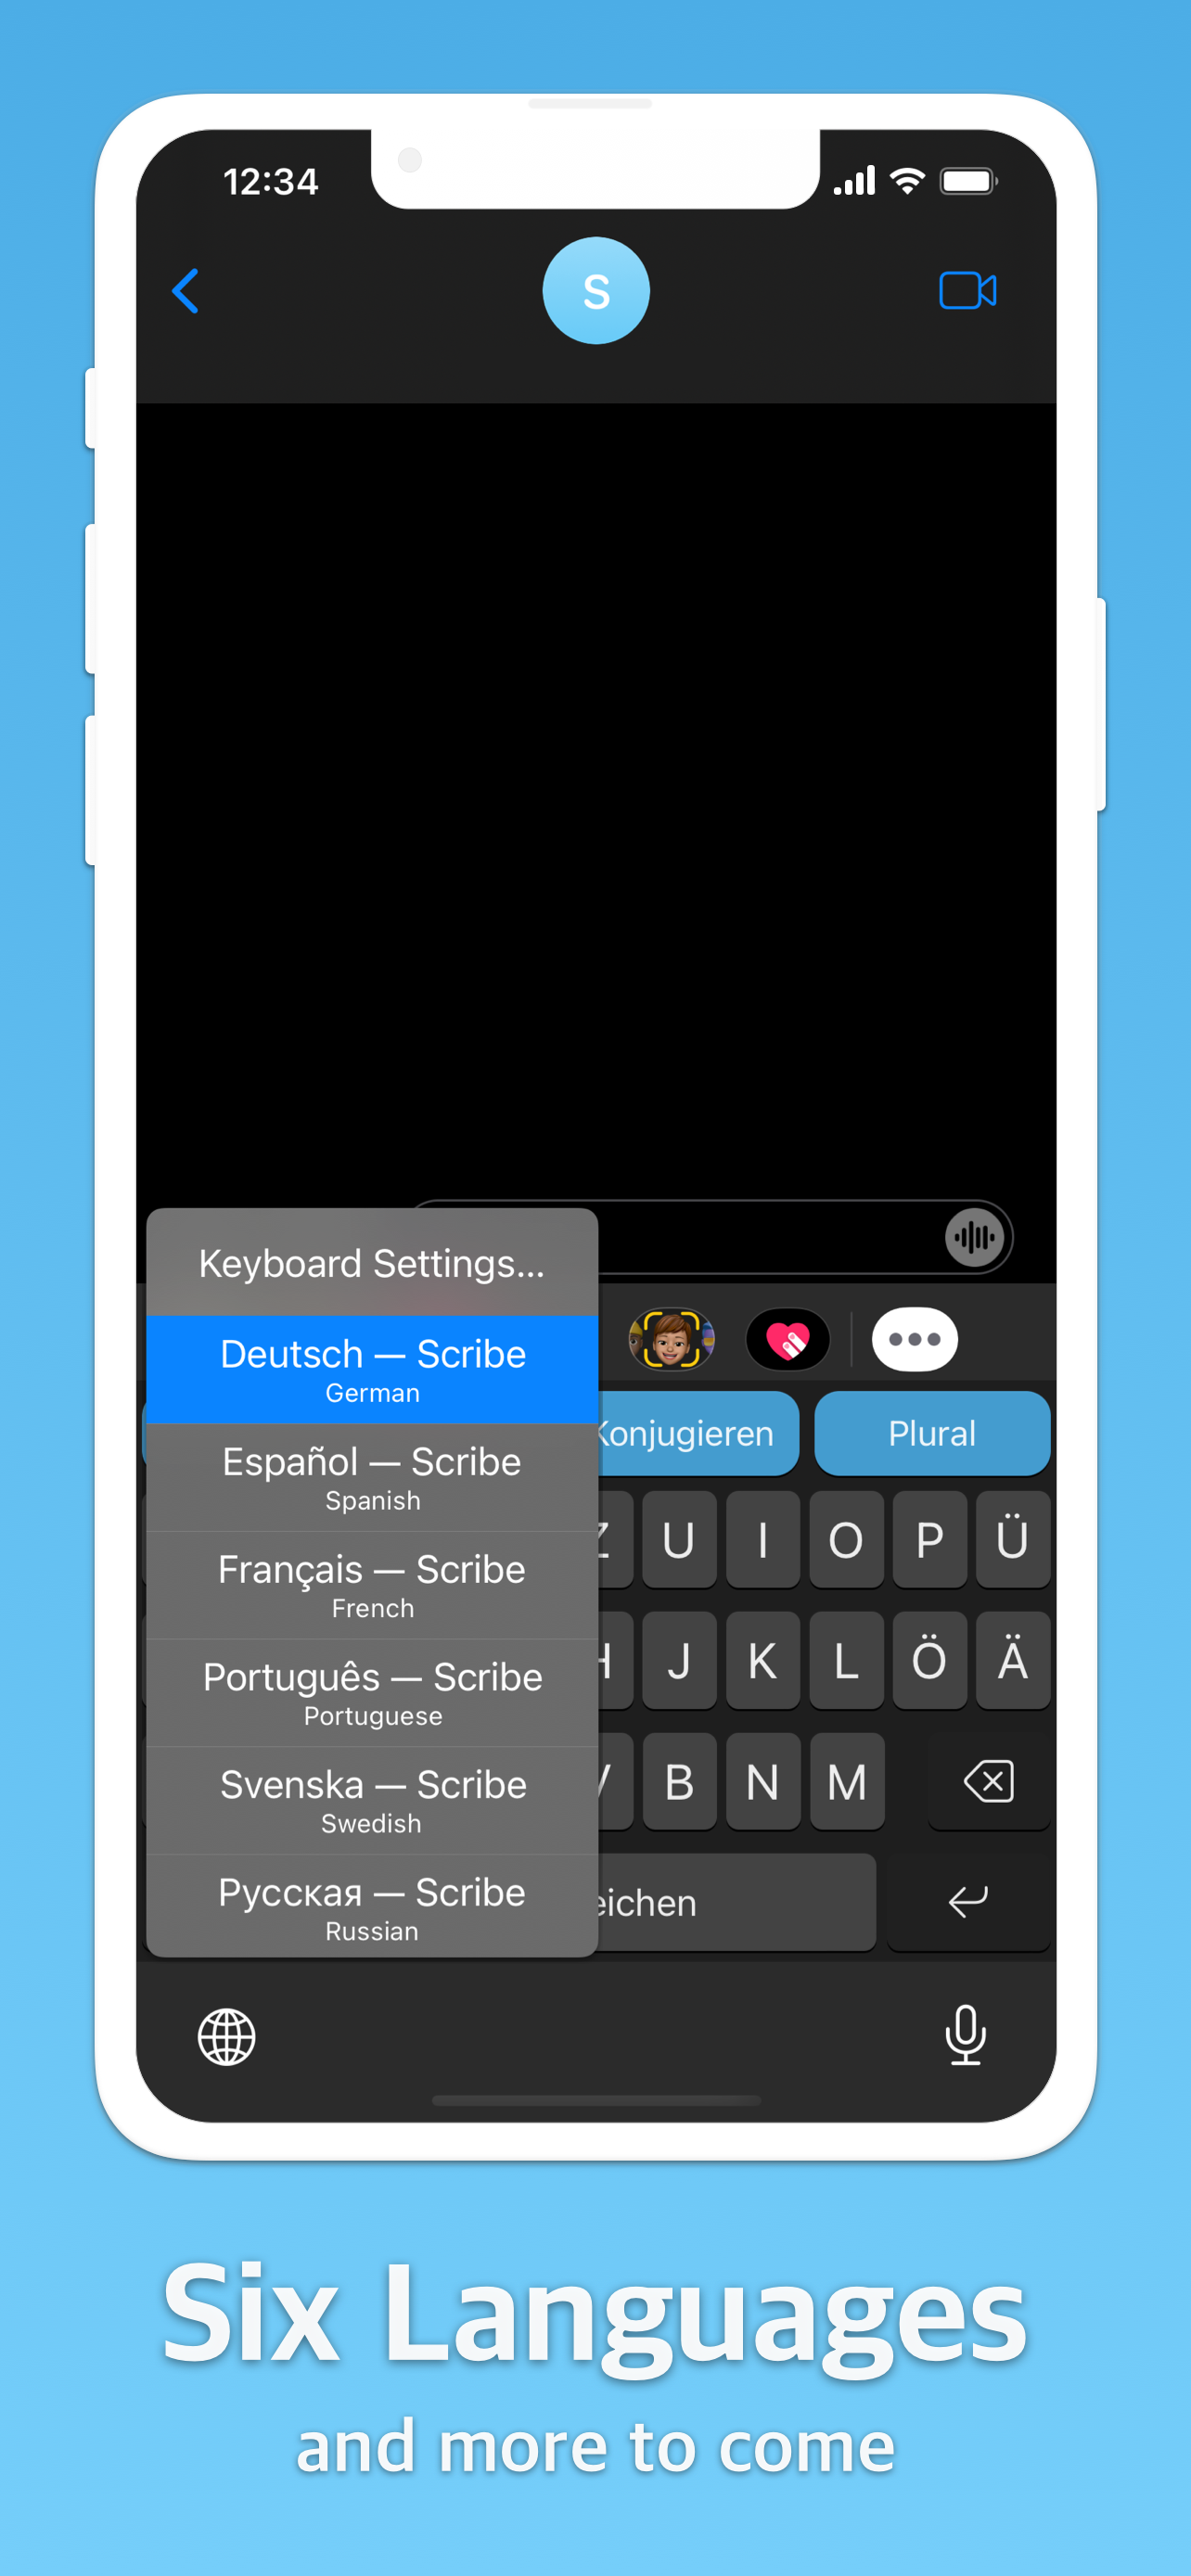 12:34
S
Keyboard Settings...
Deutsch — Scribe
German
Español — Scribe
Spanish
Français — Scribe
French
Português — Scribe
Portuguese
Svenska — Scribe
Swedish
Русская — Scribe
Russian
Konjugieren Plural
Z U I O P Ü
H J K L Ö Ä
V B N M
Six Languages
and more to come